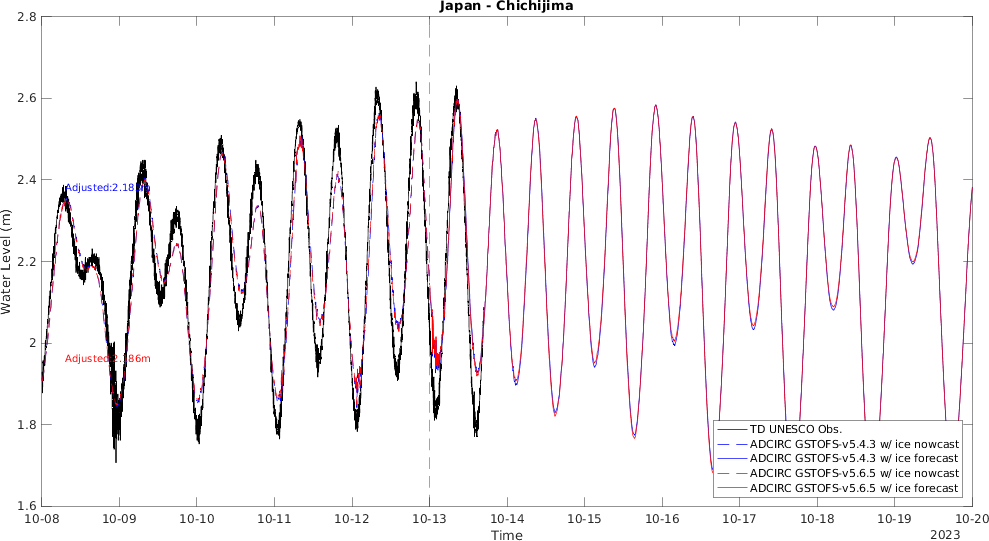 Japan - Chichijima
2.8
2.6
2.4
2.2
2
1.8
1.6
Water Level (m)
Adjusted:2.181m
Adjusted:2.186m
TD UNESCO Obs.
ADCIRC GSTOFS-v5.4.3 w/ ice nowcast
ADCIRC GSTOFS-v5.4.3 w/ ice forecast
ADCIRC GSTOFS-v5.6.5 w/ ice nowcast
ADCIRC GSTOFS-v5.6.5 w/ ice forecast
10-08 10-09 10-10 10-11 10-12 10-13 10-14 10-15 10-16 10-17 10-18 10-19 10-20
Time
2023